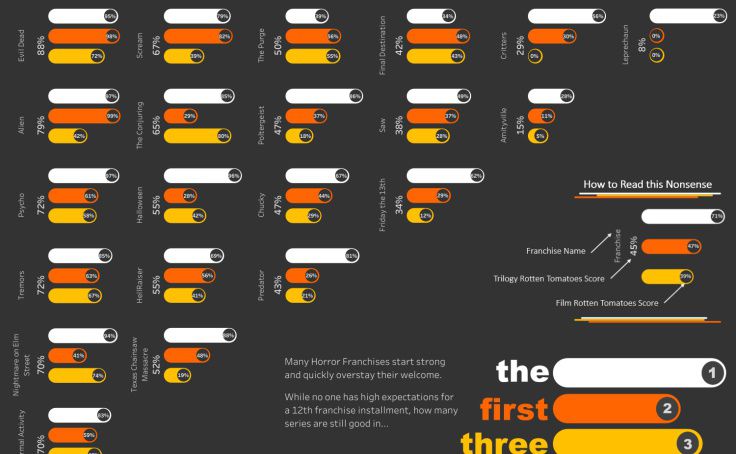 Evil Dead
88%
95%
98%
72%
Scream
67%
79%
82%
39%
The Purge
50%
39%
56%
55%
Final Destination
42%
34%
48%
43%
Critters
29%
56%
30%
0%
Leprechaun
8%
23%
0%
0%
Alien
79%
97%
99%
42%
The Conjuring
65%
85%
29%
80%
Poltergeist
47%
86%
37%
18%
Saw
38%
49%
37%
28%
Amityville
15%
28%
11%
5%
Psycho
72%
97%
61%
58%
Halloween
55%
96%
28%
42%
Chucky
47%
67%
44%
29%
Friday the 13th
34%
62%
29%
12%
How to Read this Nonsense
Franchise
45%
71%
47%
39%
Franchise Name
Trilogy Rotten Tomatoes Score
Film Rotten Tomatoes Score
Tremors
72%
85%
63%
67%
HellRaiser
55%
69%
56%
41%
Predator
43%
81%
26%
21%
Nightmare on Elm
Street
70%
94%
41%
74%
Texas Chainsaw
Massacre
52%
88%
48%
19%
rmal Activity
70%
83%
59%
Many Horror Franchises start strong
and quickly overstay their welcome.
While no one has high expectations for
a 12th franchise installment, how many
series are still good in...
the 1
first 2
three 3